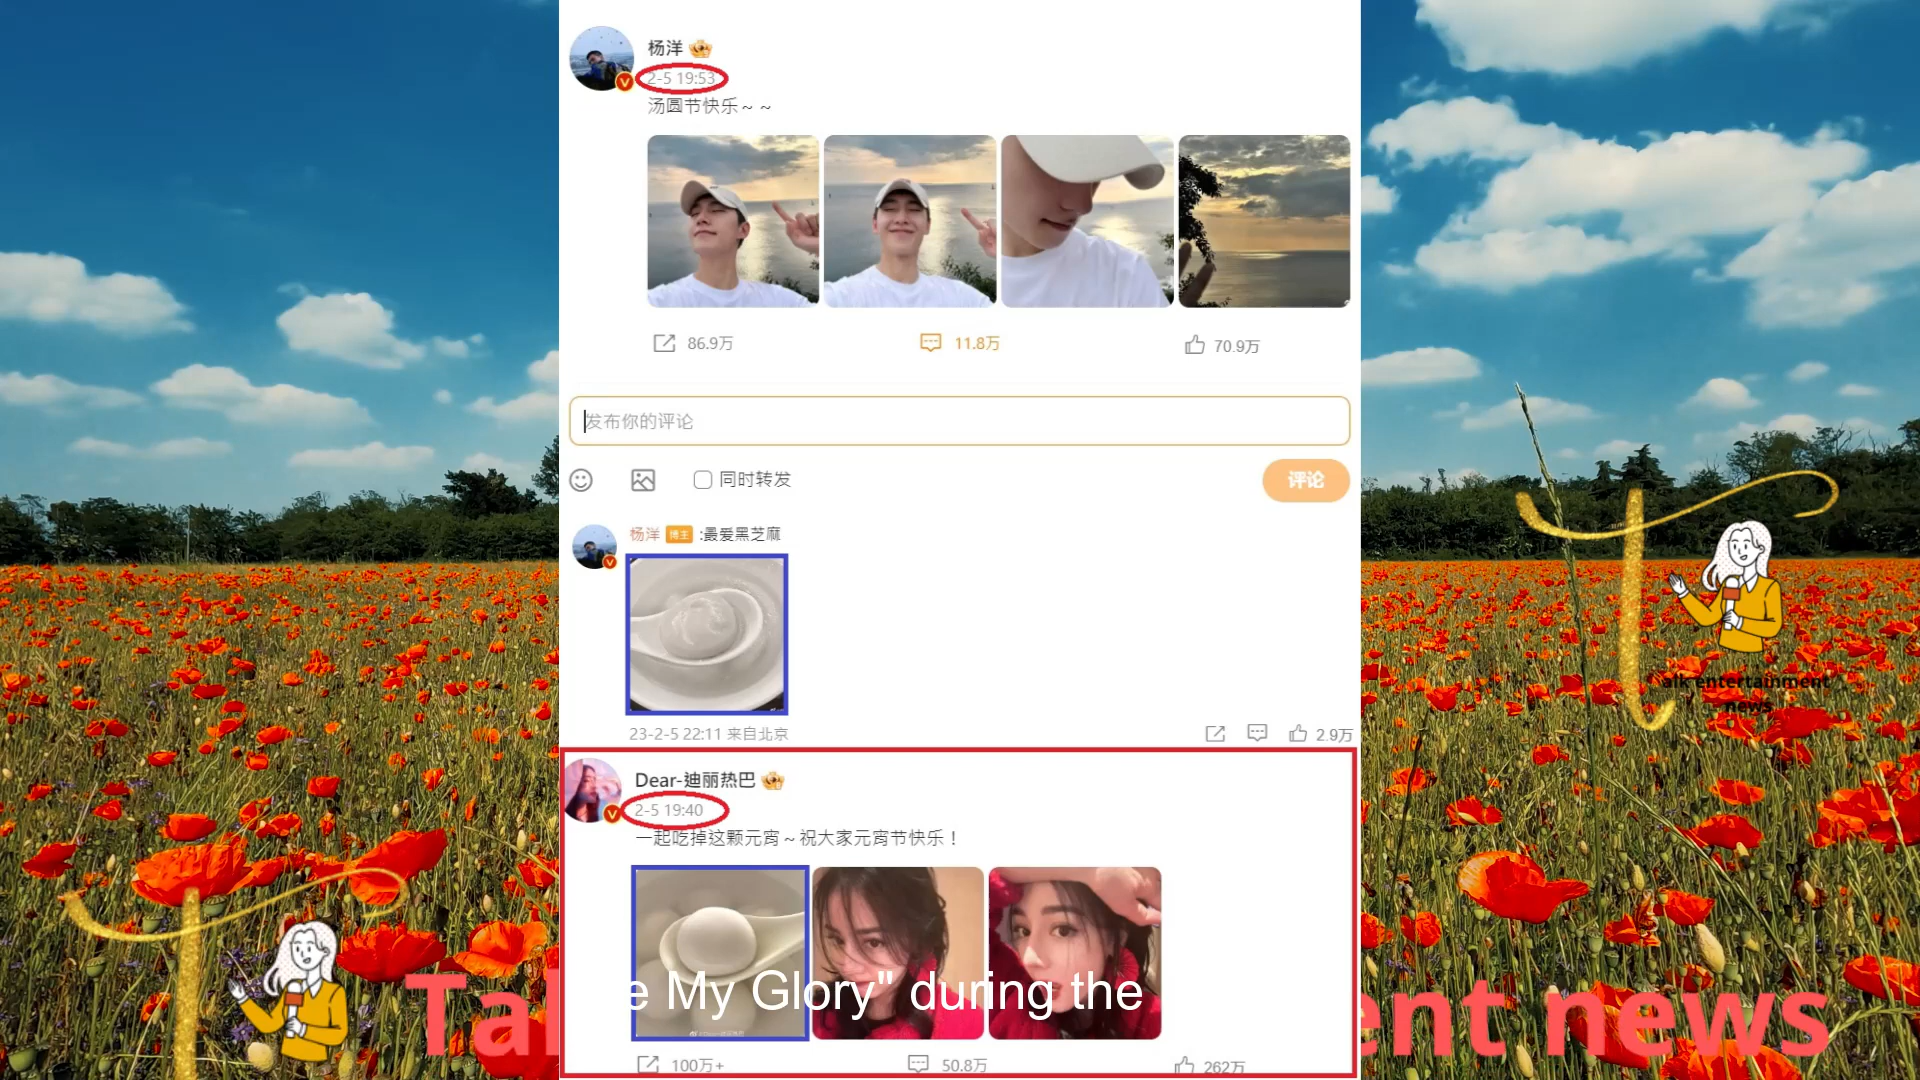 杨洋
2-5 19:53
汤圆节快乐~ ~
86.9万
11.8万
70.9万
发布你的评论
同时转发
评论
杨洋 博主 :最爱黑芝麻
23-2-5 22:11 来自北京
2.9万
Dear-迪丽热巴
2-5 19:40
一起吃掉这颗元宵~祝大家元宵节快乐！
e My Glory" during the
100万+
50.8万
262万
T
alk entertainment
news
T
Tal
ent news